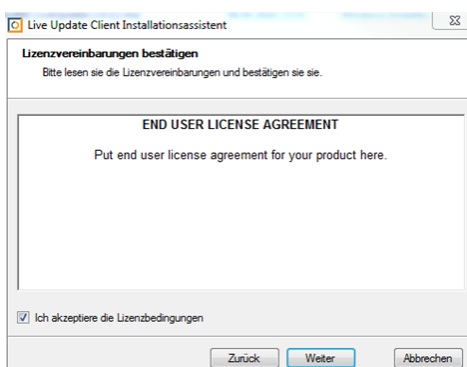 Live Update Client Installationsassistent
Lizenzvereinbarungen bestätigen
Bitte lesen sie die Lizenzvereinbarungen und bestätigen sie sie.
END USER LICENSE AGREEMENT
Put end user license agreement for your product here.
Ich akzeptiere die Lizenzbedingungen
Zurück Weiter Abbrechen